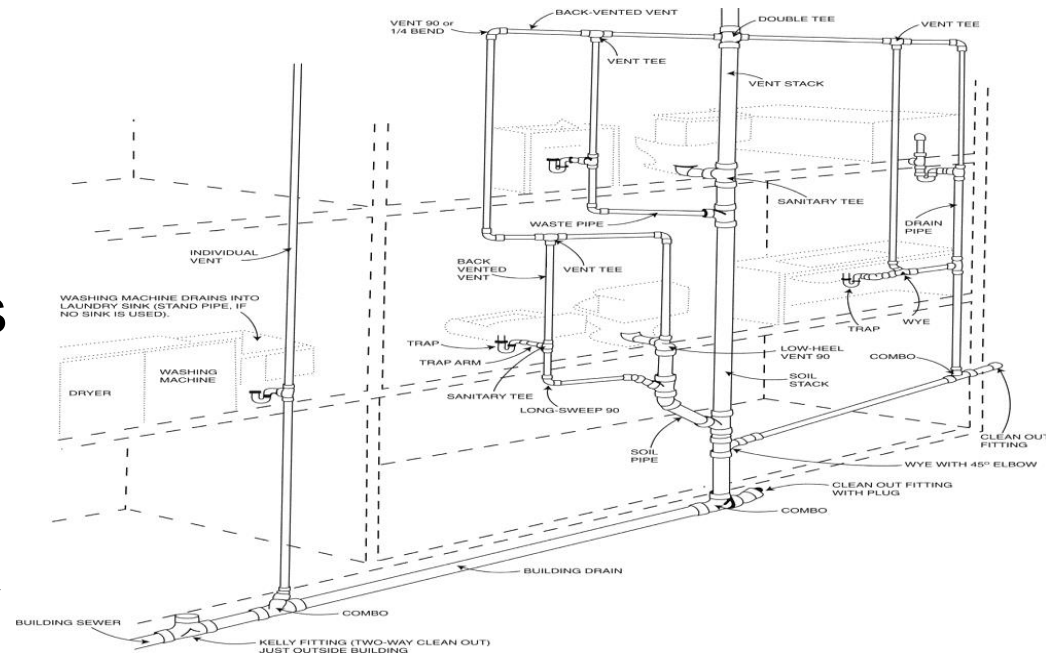 BACK-VENTED VENT
VENT 90 or
1/4 BEND
DOUBLE TEE
VENT TEE
VENT TEE
VENT STACK
SANITARY TEE
WASTE PIPE
DRAIN
PIPE
INDIVIDUAL
VENT
BACK
VENTED
VENT
VENT TEE
WASHING MACHINE DRAINS INTO
LAUNDRY SINK (STAND PIPE, IF
NO SINK IS USED).
S
TRAP
WYE
TRAP
TRAP ARM
LOW-HEEL
VENT 90
COMBO
WASHING
MACHINE
DRYER
SANITARY TEE
SOIL
STACK
LONG-SWEEP 90
CLEAN OUT
FITTING
SOIL
PIPE
WYE WITH 45º ELBOW
CLEAN OUT FITTING
WITH PLUG
COMBO
BUILDING DRAIN
COMBO
BUILDING SEWER
KELLY FITTING (TWO-WAY CLEAN OUT)
JUST OUTSIDE BUILDING